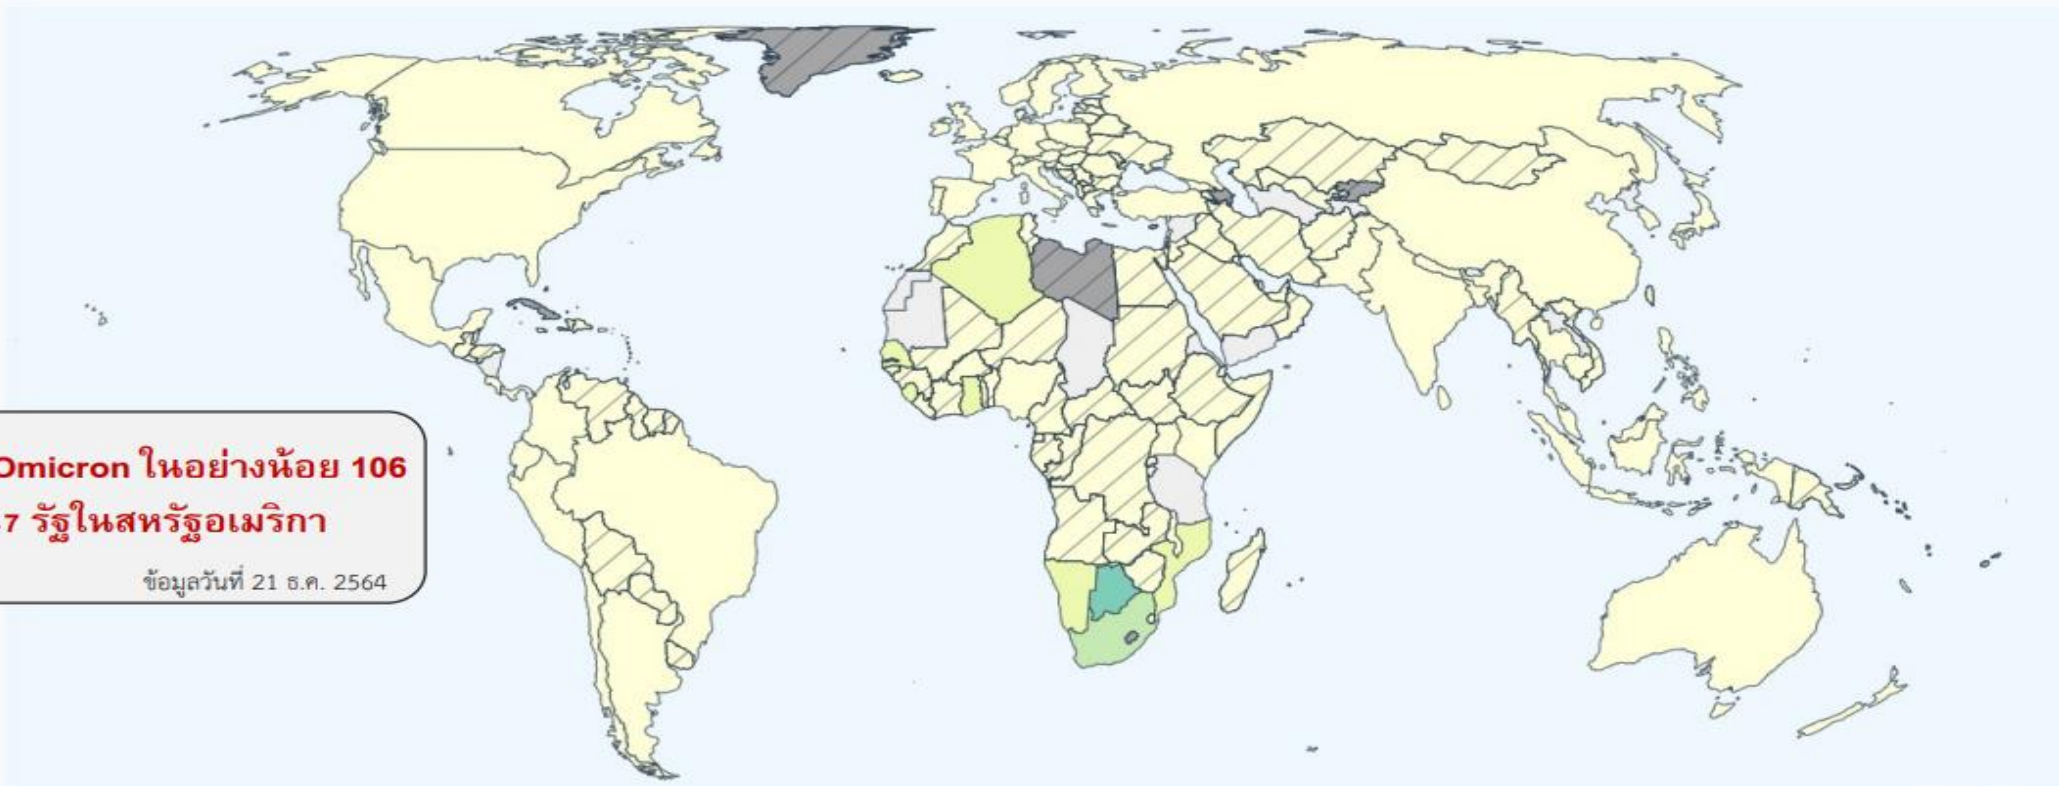 Omicron ในอย่างน้อย 106
7 รัฐในสหรัฐอเมริกา
ข้อมูลวันที่ 21 ธ.ค. 2564